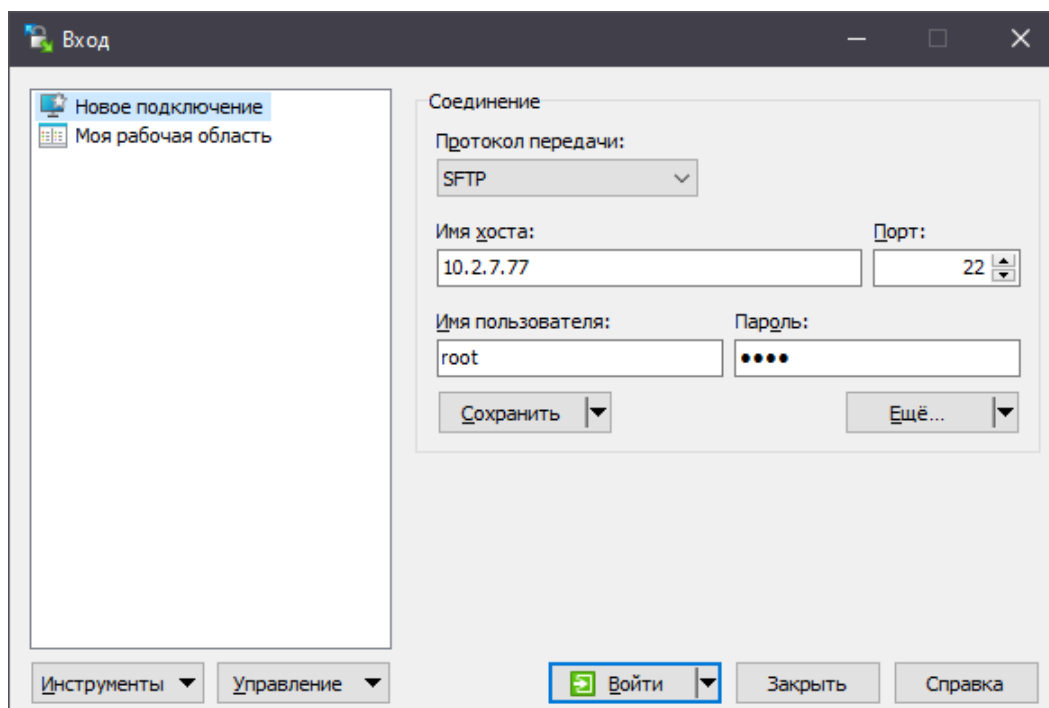 Вход
Новое подключение
Моя рабочая область
Соединение
Протокол передачи:
SFTP
Имя хоста:
Порт:
10.2.7.77
22
Имя пользователя:
Пароль:
root
••••
Сохранить
Ещё...
Инструменты
Управление
Войти
Закрыть
Справка